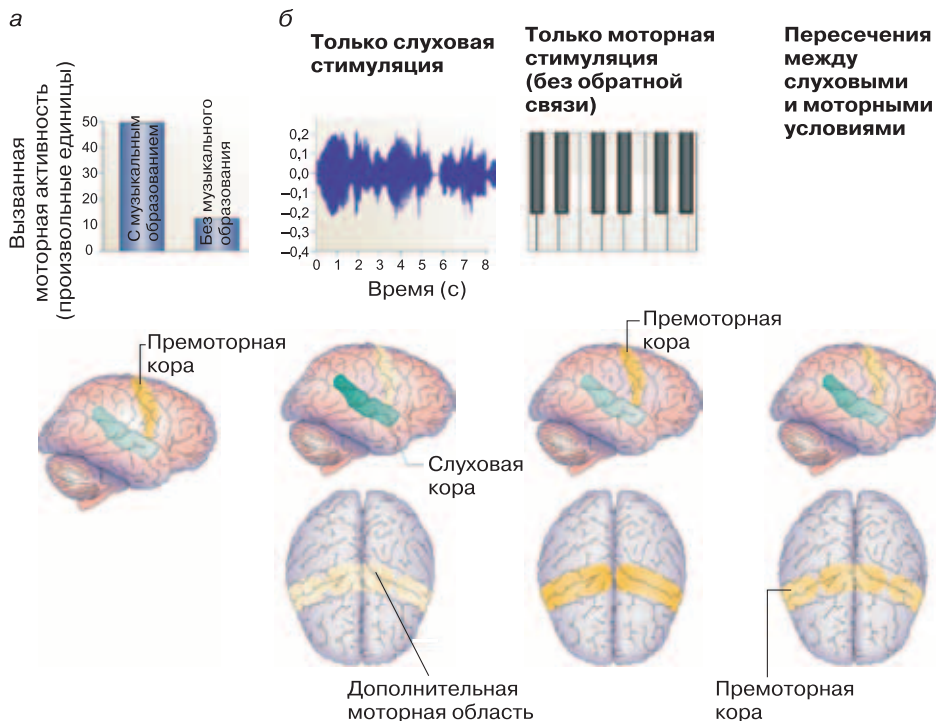 а
Вызванная
моторная активность
(произвольные единицы)
50
40
30
20
10
0
С музыкальным
образованием
Без музыкального
образования
б
Только слуховая
стимуляция
0,2
0,1
0,0
−0,1
−0,2
−0,3
−0,4
0 1 2 3 4 5 6 7 8
Время (с)
Только моторная
стимуляция
(без обратной
связи)
Пересечения
между
слуховыми
и моторными
условиями
Премоторная
кора
Слуховая
кора
Премоторная
кора
Дополнительная
моторная область
Премоторная
кора